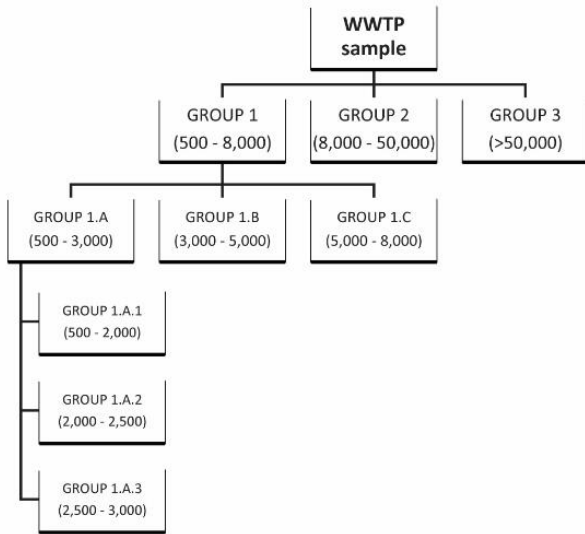 WWTP
sample
GROUP 1
(500 - 8,000)
GROUP 2
(8,000 - 50,000)
GROUP 3
(>50,000)
GROUP 1.A
(500 - 3,000)
GROUP 1.B
(3,000 - 5,000)
GROUP 1.C
(5,000 - 8,000)
GROUP 1.A.1
(500 - 2,000)
GROUP 1.A.2
(2,000 - 2,500)
GROUP 1.A.3
(2,500 - 3,000)